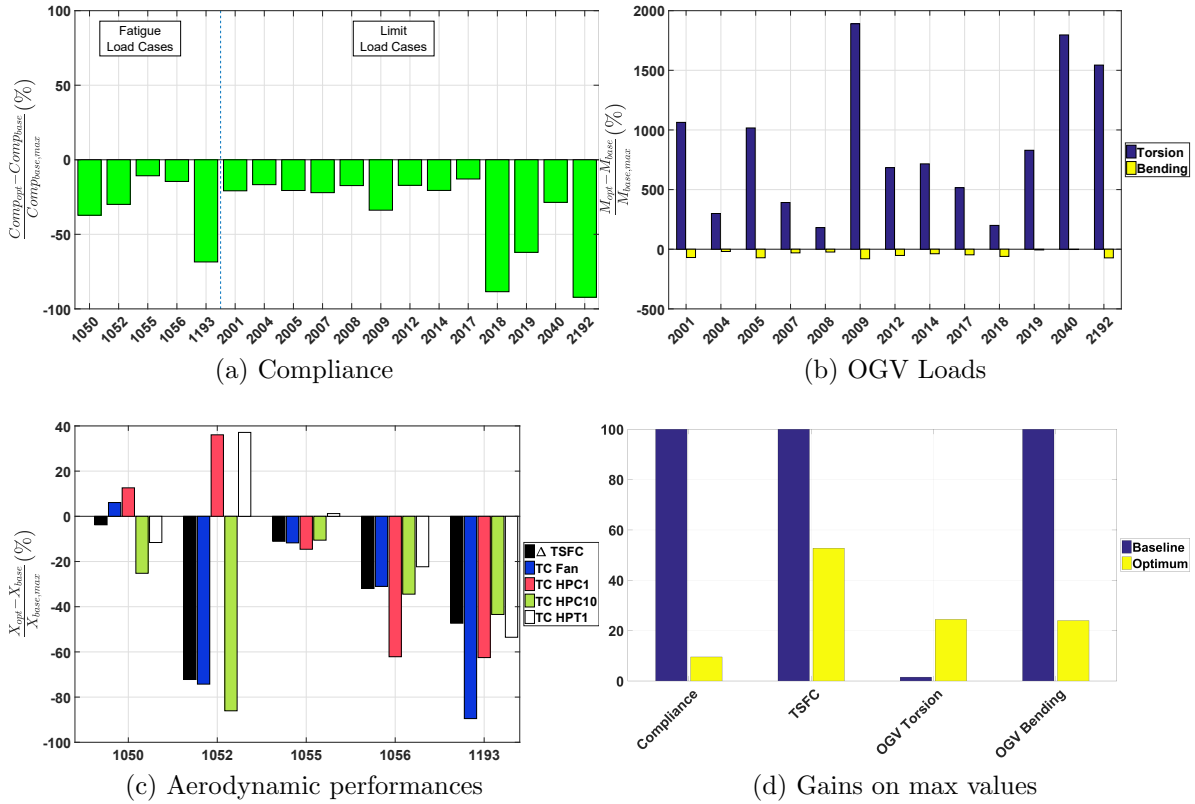 100
50
0
-50
-100
Comp_opt−Comp_base
Comp_base,max (%)
Fatigue
Load Cases
Limit
Load Cases
1050 1052 1055 1056 1193 2001 2004 2005 2007 2008 2009 2012 2014 2017 2018 2019 2040 2192
(a) Compliance
2000
1500
1000
500
0
-500
M_opt−M_base
M_base,max (%)
Torsion
Bending
2001 2004 2005 2007 2008 2009 2012 2014 2017 2018 2019 2040 2192
(b) OGV Loads
40
20
0
-20
-40
-60
-80
-100
X_opt−X_base
X_base,max (%)
Δ TSFC
TC Fan
TC HPC1
TC HPC10
TC HPT1
1050 1052 1055 1056 1193
(c) Aerodynamic performances
100
80
60
40
20
0
Baseline
Optimum
Compliance TSFC OGV Torsion OGV Bending
(d) Gains on max values